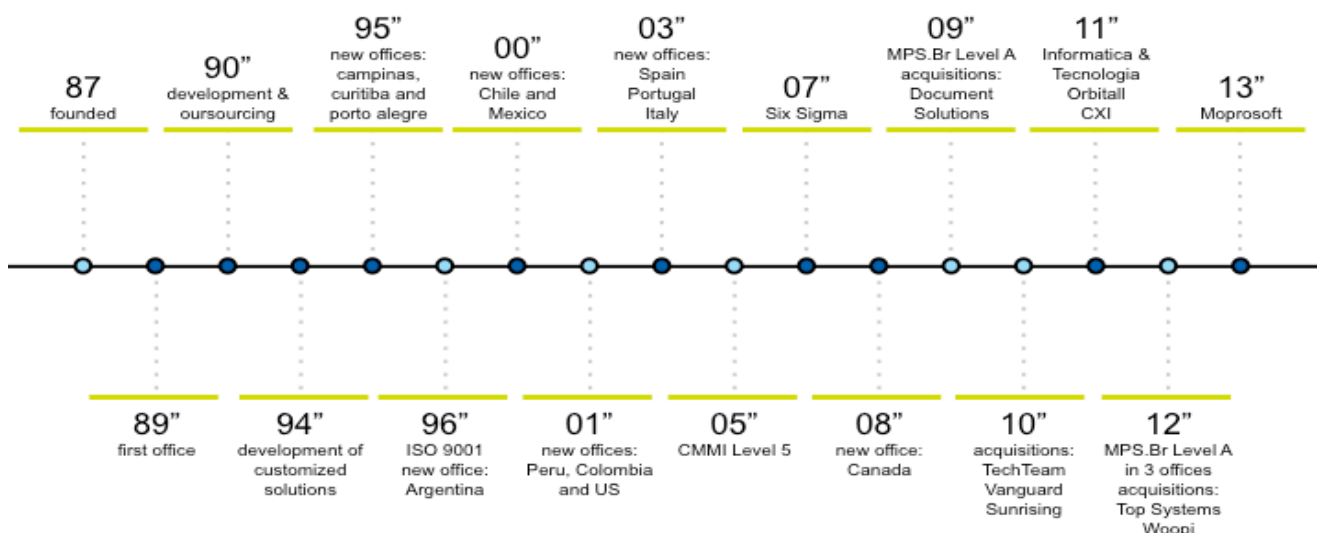 87
founded
90”
development &
oursourcing
95”
new offices:
campinas,
curitiba and
porto alegre
00”
new offices:
Chile and
Mexico
03”
new offices:
Spain
Portugal
Italy
07”
Six Sigma
09”
MPS.Br Level A
acquisitions:
Document
Solutions
11”
Informatica &
Tecnologia
Orbitall
CXI
13”
Moprosoft
89”
first office
94”
development of
customized
solutions
96”
ISO 9001
new office:
Argentina
01”
new offices:
Peru, Colombia
and US
05”
CMMI Level 5
08”
new office:
Canada
10”
acquisitions:
TechTeam
Vanguard
Sunrising
12”
MPS.Br Level A
in 3 offices
acquisitions:
Top Systems
Woopi